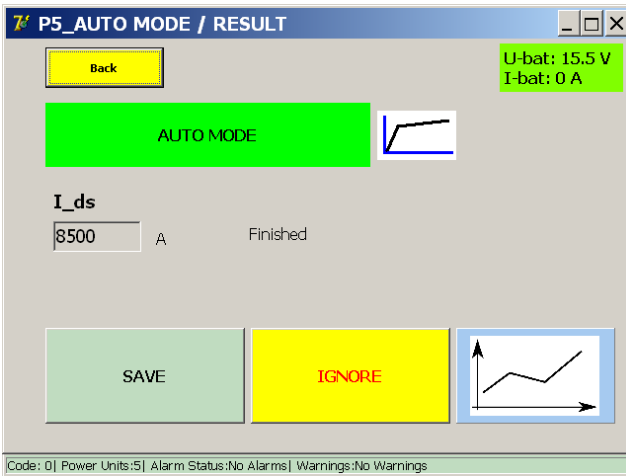 P5_AUTO MODE / RESULT
Back
U-bat: 15.5 V
I-bat: 0 A
AUTO MODE
I_ds
8500 A Finished
SAVE
IGNORE
Code: 0| Power Units:5| Alarm Status:No Alarms| Warnings:No Warnings